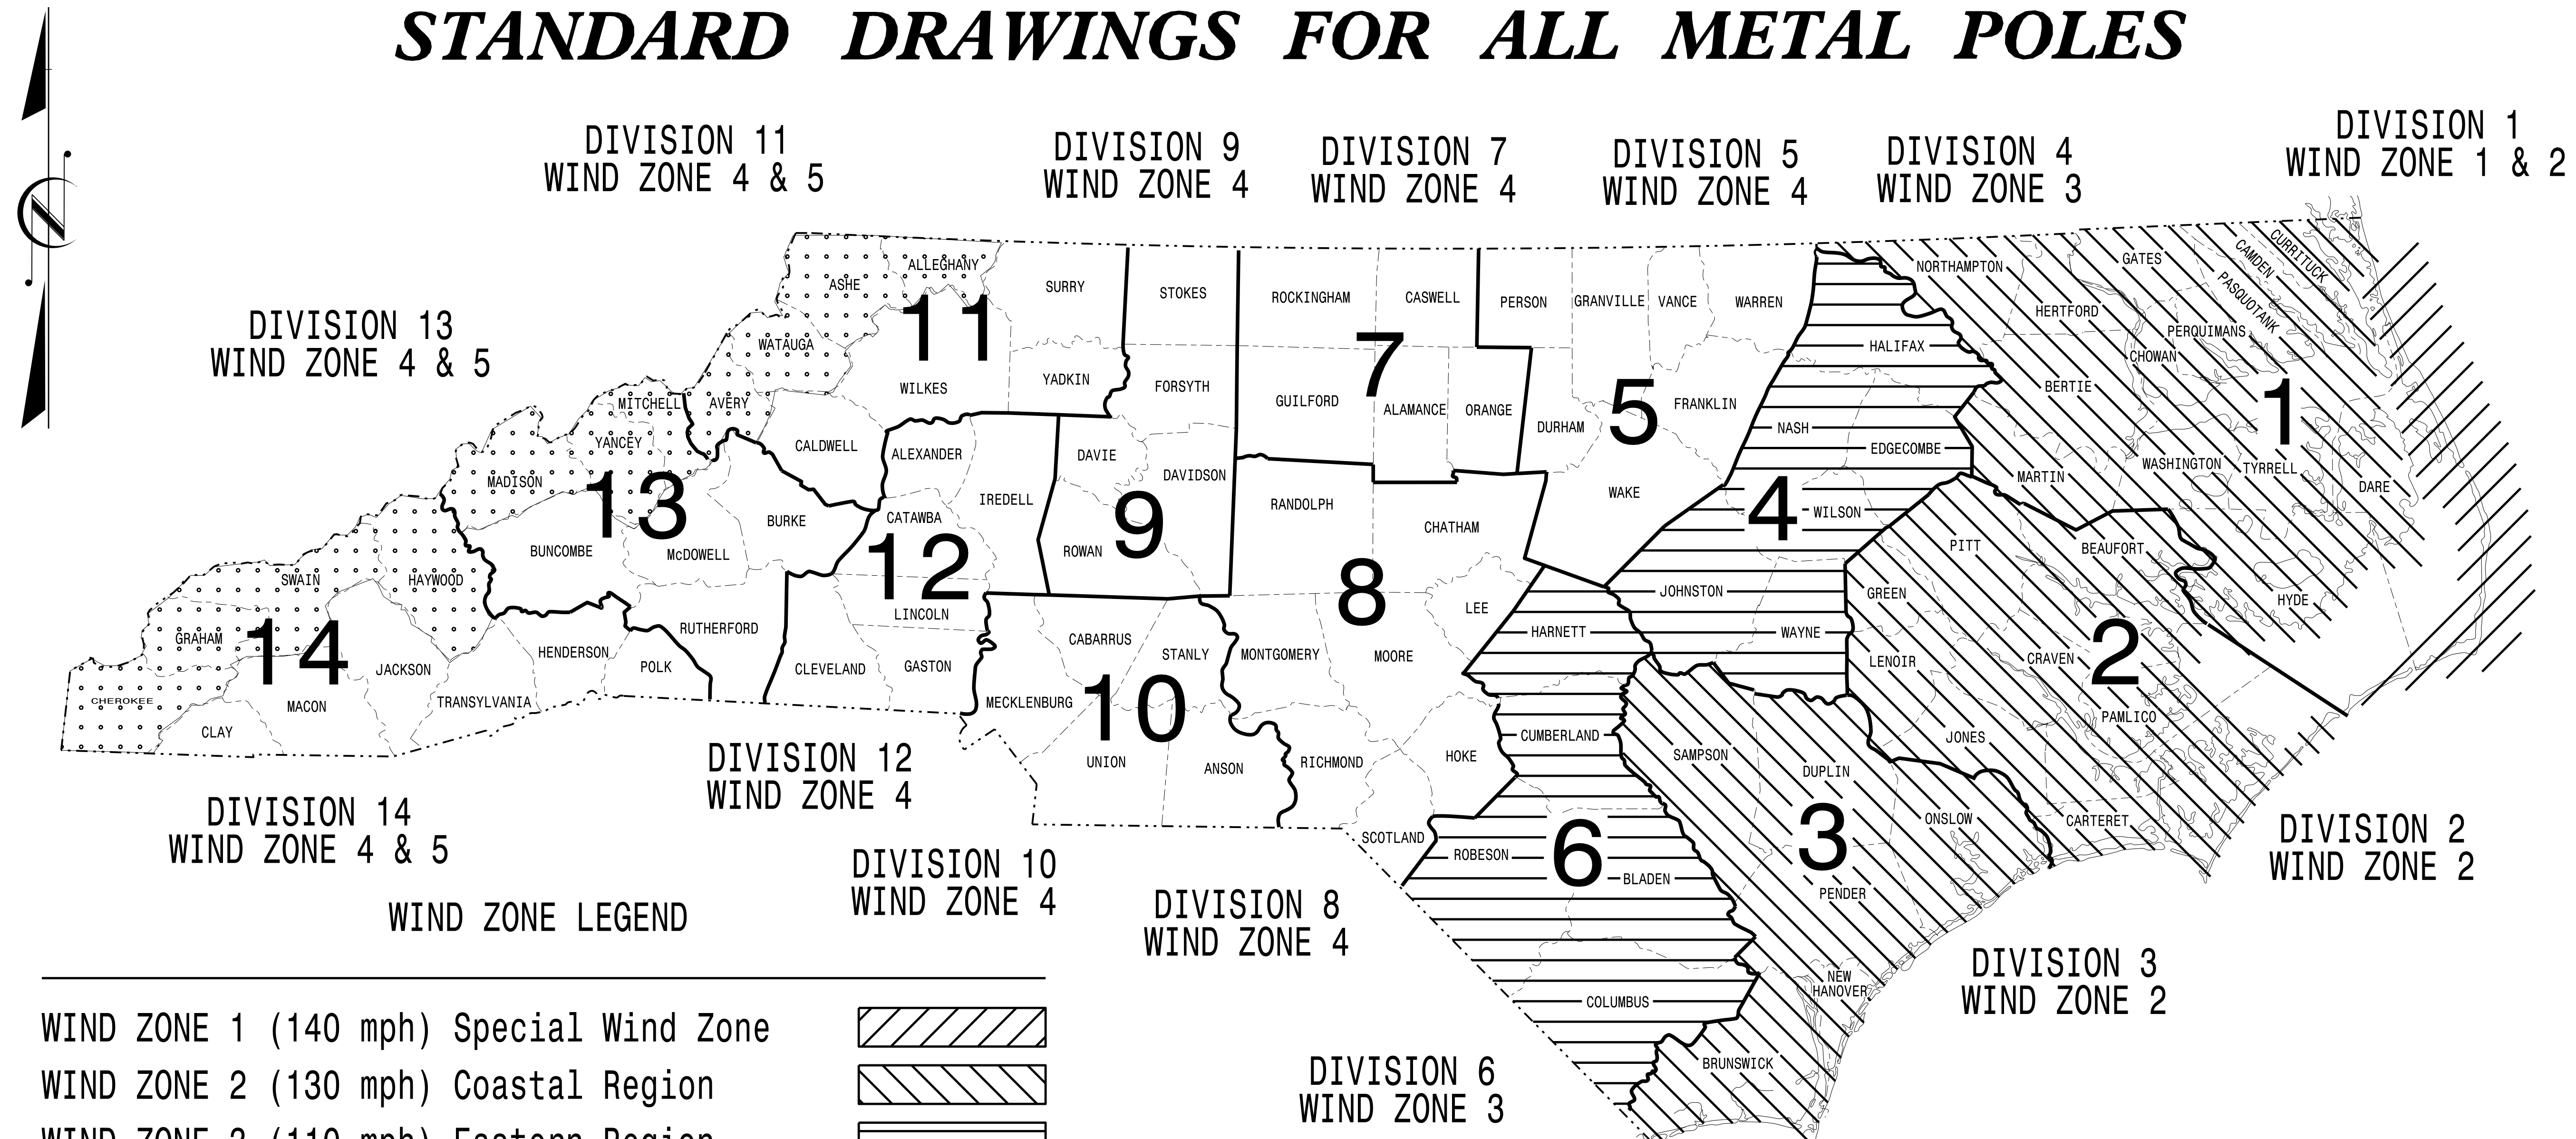 STANDARD DRAWINGS FOR ALL METAL POLES
DIVISION 11
WIND ZONE 4 & 5
DIVISION 9
WIND ZONE 4
DIVISION 7
WIND ZONE 4
DIVISION 5
WIND ZONE 4
DIVISION 4
WIND ZONE 3
DIVISION 1
WIND ZONE 1 & 2
DIVISION 13
WIND ZONE 4 & 5
N
ASHE
ALLEGHANY
SURRY
STOKES
ROCKINGHAM
CASWELL
PERSON
GRANVILLE
VANCE
WARREN
NORTHAMPTON
GATES
CAMDEN
CURRITUCK
PASQUOTANK
HERTFORD
PERQUIMANS
CHOWAN
HALIFAX
BERTIE
WATAUGA
11
WILKES
YADKIN
FORSYTH
7
GUILFORD
ALAMANCE
ORANGE
DURHAM
5
FRANKLIN
NASH
EDGECOMBE
MARTIN
WASHINGTON
TYRRELL
1
DARE
MITCHELL
AVERY
YANCEY
CALDWELL
ALEXANDER
DAVIE
DAVIDSON
IREDELL
RANDOLPH
CHATHAM
WAKE
4
WILSON
MADISON
13
BURKE
CATAWBA
9
ROWAN
PITT
BEAUFORT
BUNCOMBE
McDOWELL
12
LINCOLN
8
LEE
JOHNSTON
GREEN
HYDE
SWAIN
HAYWOOD
GRAHAM
14
JACKSON
HENDERSON
POLK
RUTHERFORD
CLEVELAND
GASTON
CABARRUS
STANLY
MONTGOMERY
MOORE
HARNETT
WAYNE
LENOIR
CRAVEN
2
CHEROKEE
CLAY
MACON
TRANSYLVANIA
MECKLENBURG
10
UNION
ANSON
RICHMOND
HOKE
CUMBERLAND
SAMPSON
DUPLIN
JONES
PAMLICO
SCOTLAND
ROBESON
6
BLADEN
3
ONSLOW
CARTERET
PENDER
NEW
HANOVER
COLUMBUS
BRUNSWICK
DIVISION 12
WIND ZONE 4
DIVISION 14
WIND ZONE 4 & 5
DIVISION 10
WIND ZONE 4
DIVISION 8
WIND ZONE 4
DIVISION 2
WIND ZONE 2
DIVISION 3
WIND ZONE 2
DIVISION 6
WIND ZONE 3
WIND ZONE LEGEND
WIND ZONE 1 (140 mph) Special Wind Zone
WIND ZONE 2 (130 mph) Coastal Region
WIND ZONE 3 (110 mph) Eastern Region